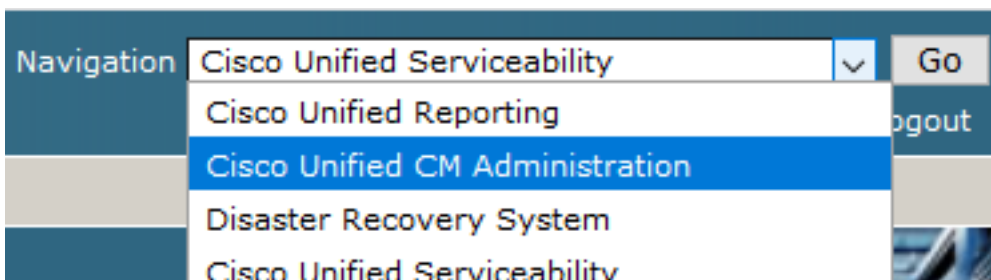 Navigation Cisco Unified Serviceability Go
Cisco Unified Reporting
Cisco Unified CM Administration
Disaster Recovery System
Cisco Unified Serviceability